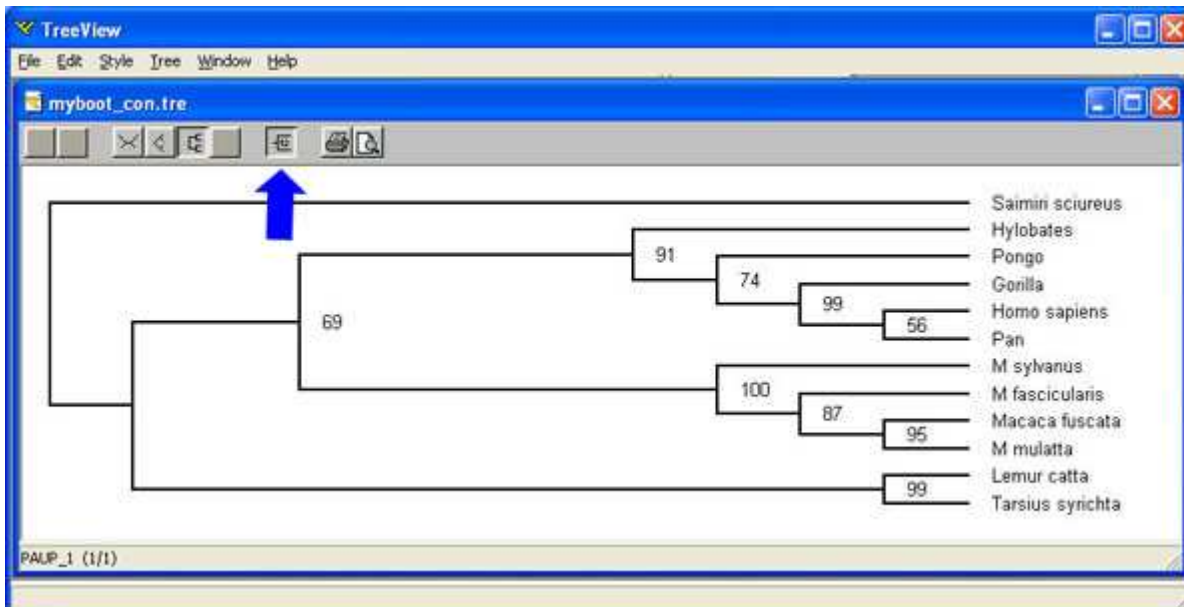 TreeView
File Edit Style Tree Window Help
myboot_con.tre
Saimiri sciureus
Hylobates
91
Pongo
74
Gorilla
99
Homo sapiens
69
56
Pan
M sylvanus
100
M fascicularis
87
Macaca fuscata
95
M mulatta
Lemur catta
99
Tarsius syrichta
PAUP_1 (1/1)